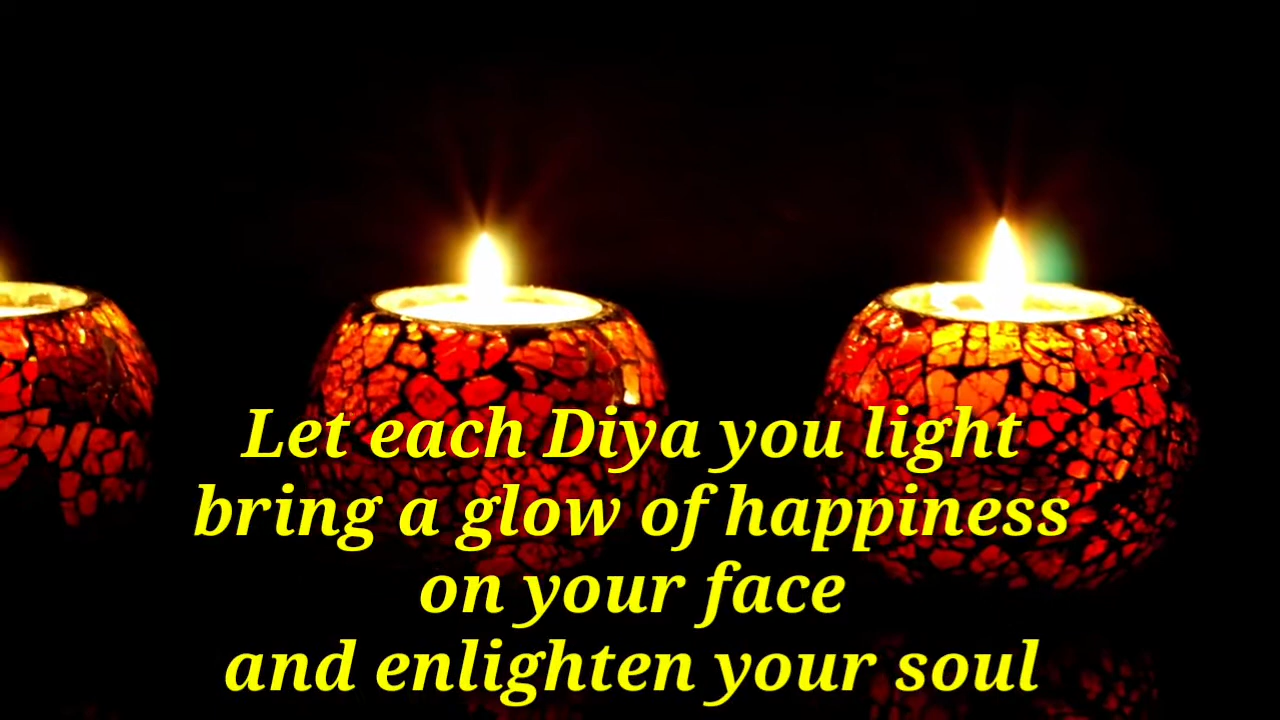 Let each Diya you light
bring a glow of happiness
on your face
and enlighten your soul